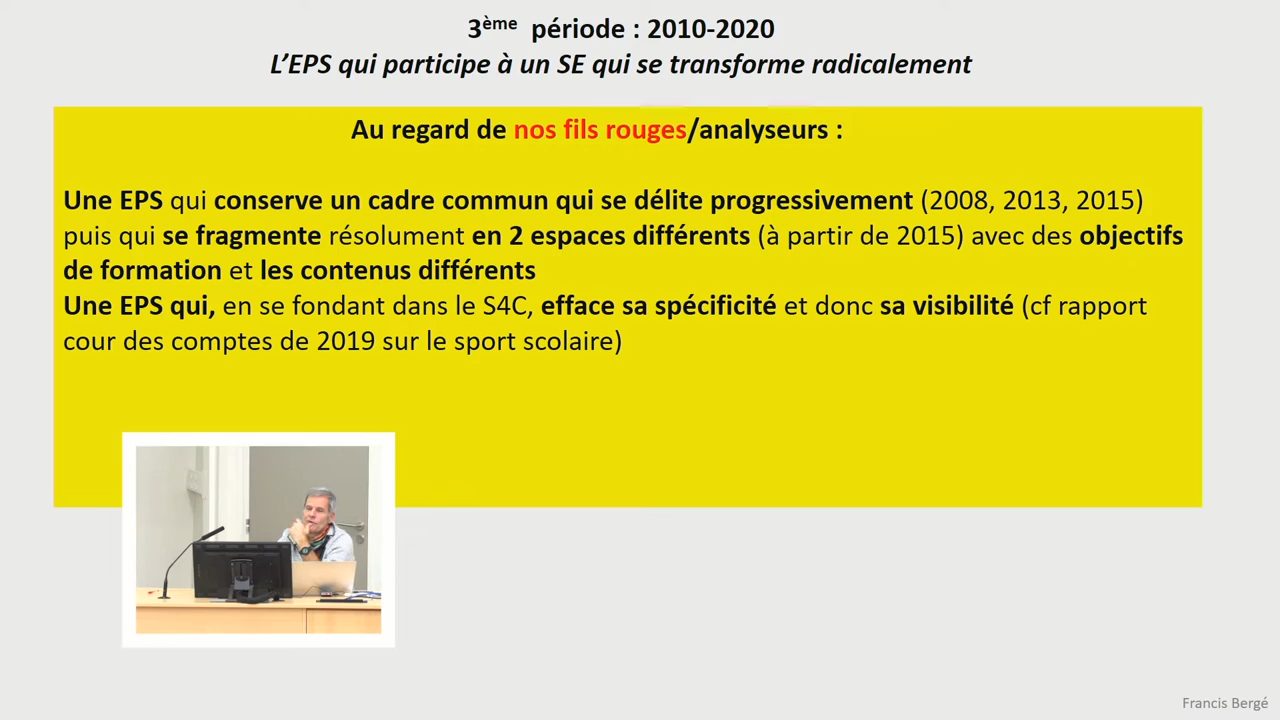 3ème période : 2010-2020
L’EPS qui participe à un SE qui se transforme radicalement
Au regard de nos fils rouges/analyseurs :
Une EPS qui conserve un cadre commun qui se délite progressivement (2008, 2013, 2015)
puis qui se fragmente résolument en 2 espaces différents (à partir de 2015) avec des objectifs
de formation et les contenus différents
Une EPS qui, en se fondant dans le S4C, efface sa spécificité et donc sa visibilité (cf rapport
cour des comptes de 2019 sur le sport scolaire)
Francis Bergé